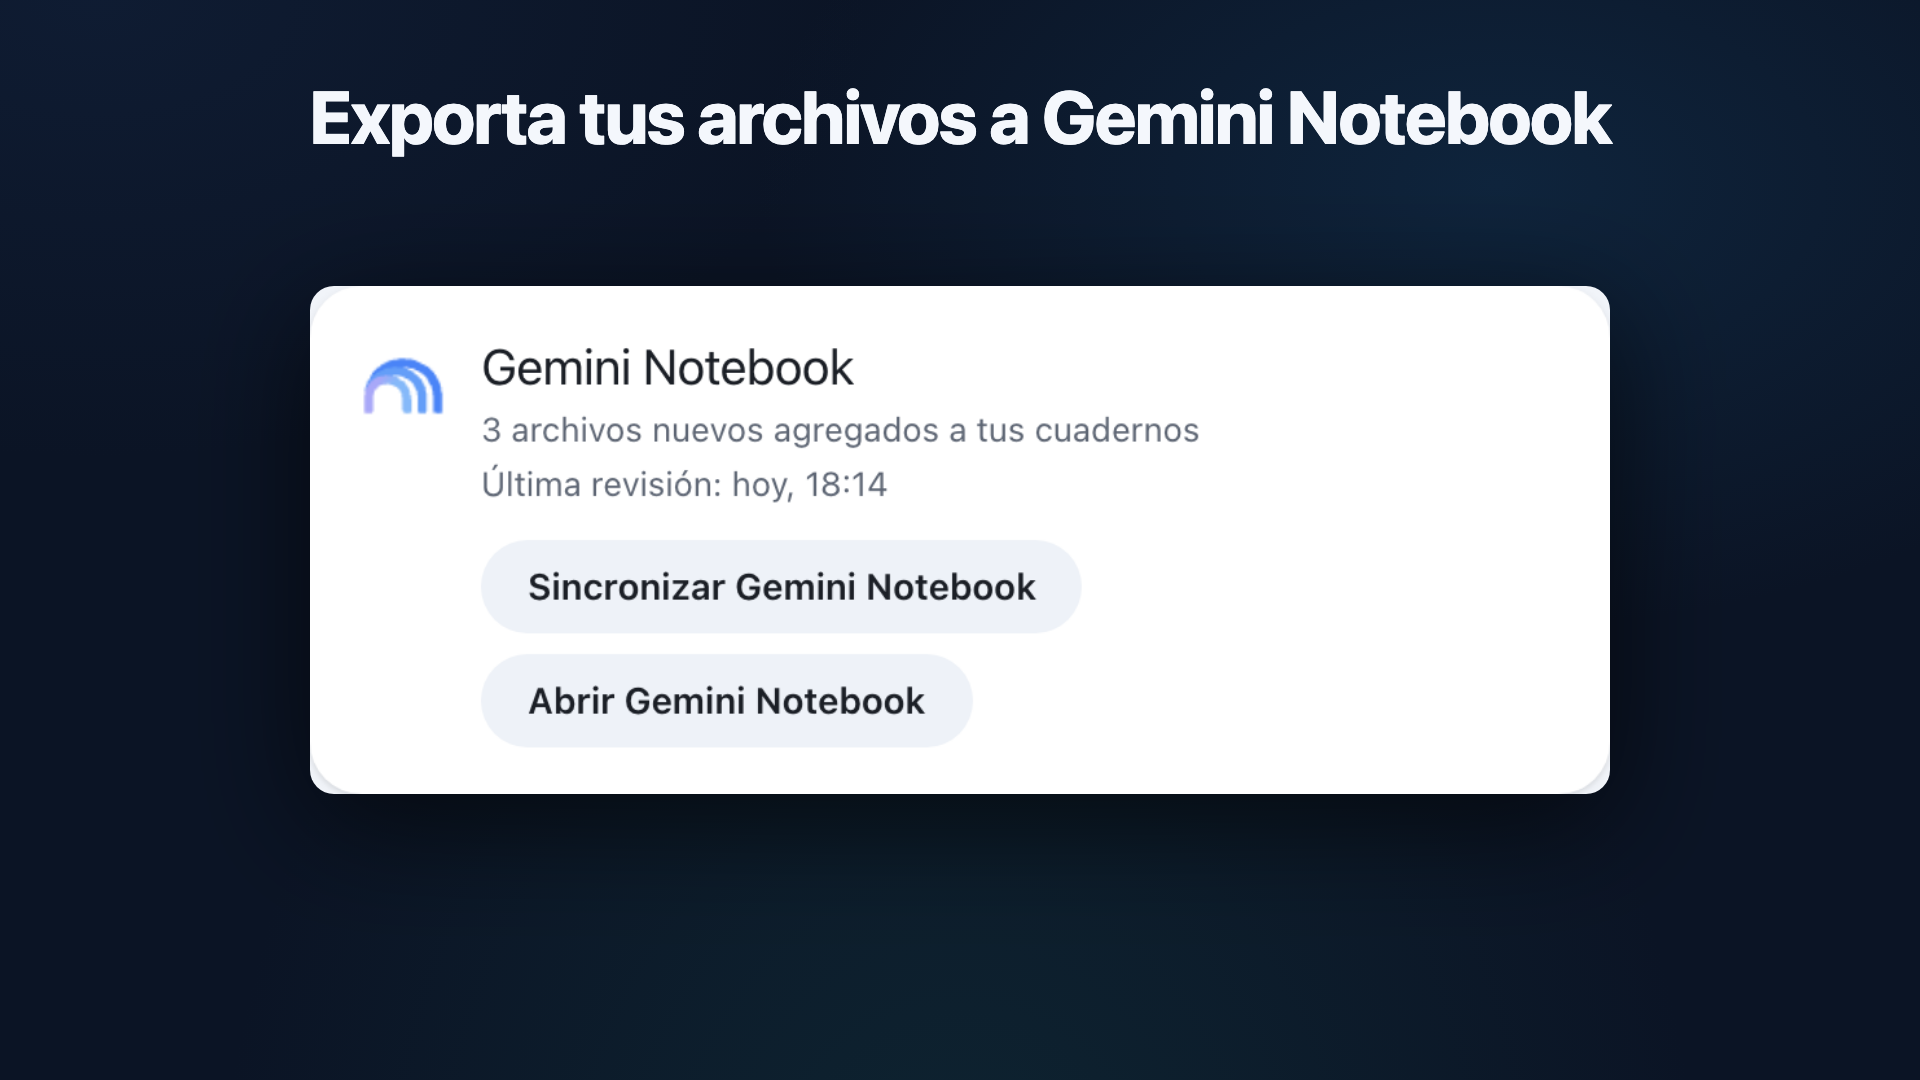 Exporta tus archivos a Gemini Notebook
Gemini Notebook
3 archivos nuevos agregados a tus cuadernos
Última revisión: hoy, 18:14
Sincronizar Gemini Notebook
Abrir Gemini Notebook